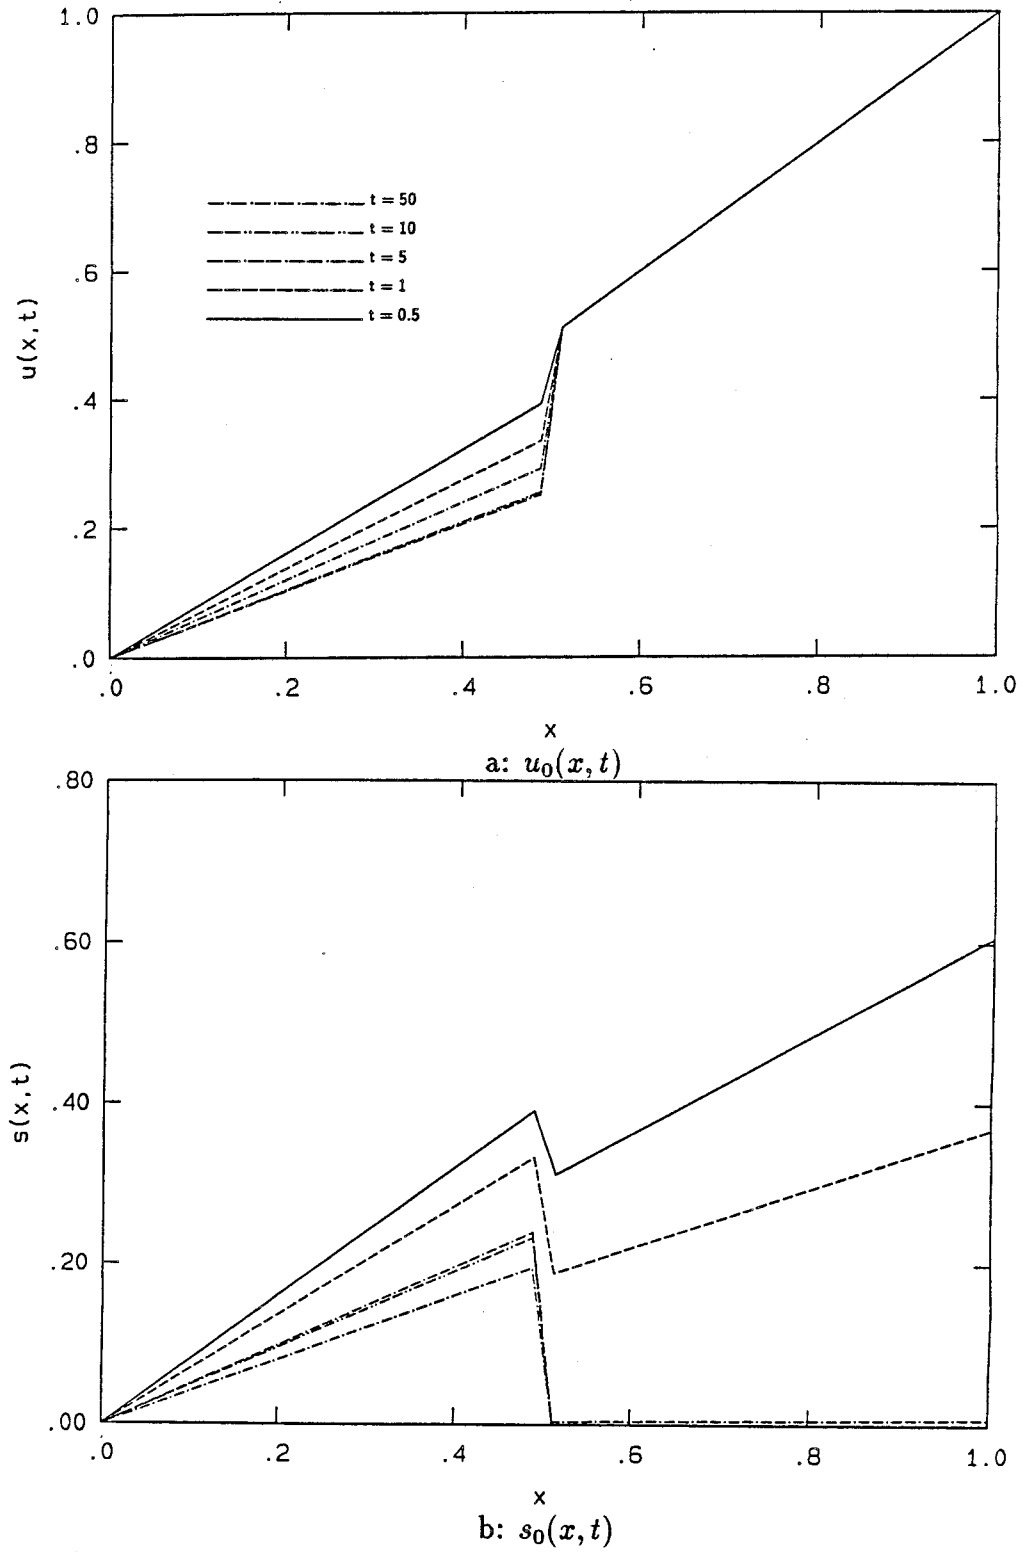 1.0
.8
.6
.4
.2
.0
u(x,t)
t = 50
t = 10
t = 5
t = 1
t = 0.5
.0 .2 .4 .6 .8 1.0
x
a: u₀(x, t)
.80
.60
.40
.20
.00
s(x,t)
.0 .2 .4 .6 .8 1.0
x
b: s₀(x, t)